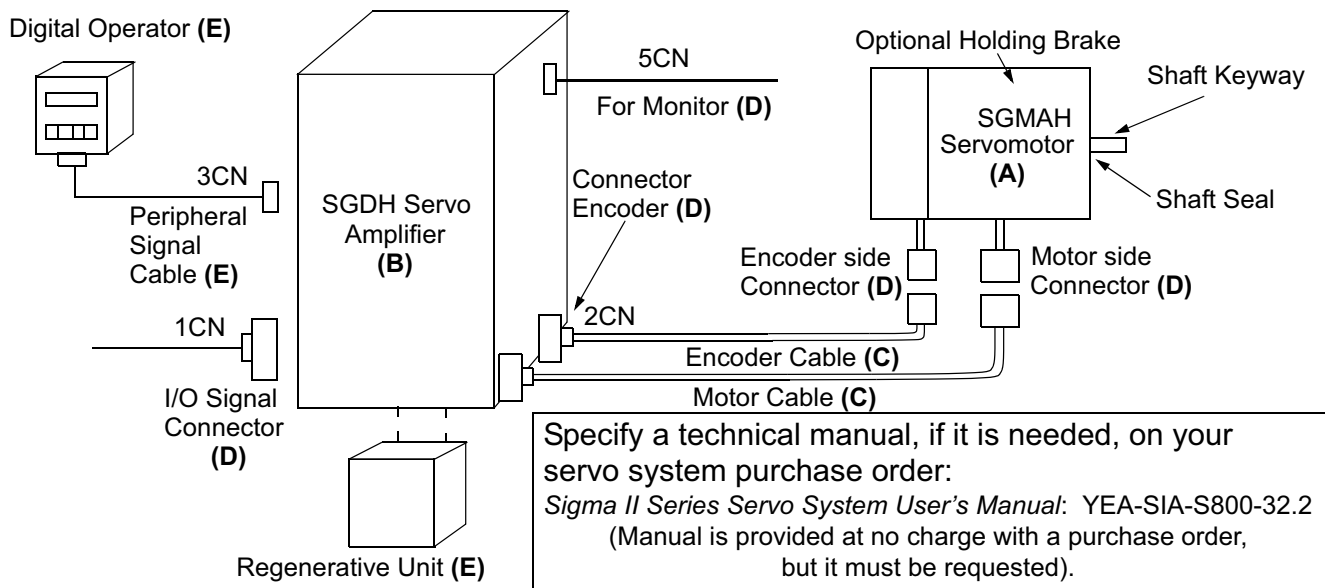 Digital Operator (E)
3CN
Peripheral
Signal
Cable (E)
1CN
I/O Signal
Connector
(D)
SGDH Servo
Amplifier
(B)
Regenerative Unit (E)
5CN
For Monitor (D)
Connector
Encoder (D)
2CN
Encoder Cable (C)
Motor Cable (C)
Optional Holding Brake
SGMAH
Servomotor
(A)
Shaft Keyway
Shaft Seal
Encoder side
Connector (D)
Motor side
Connector (D)
Specify a technical manual, if it is needed, on your
servo system purchase order:
Sigma II Series Servo System User's Manual: YEA-SIA-S800-32.2
(Manual is provided at no charge with a purchase order,
but it must be requested).